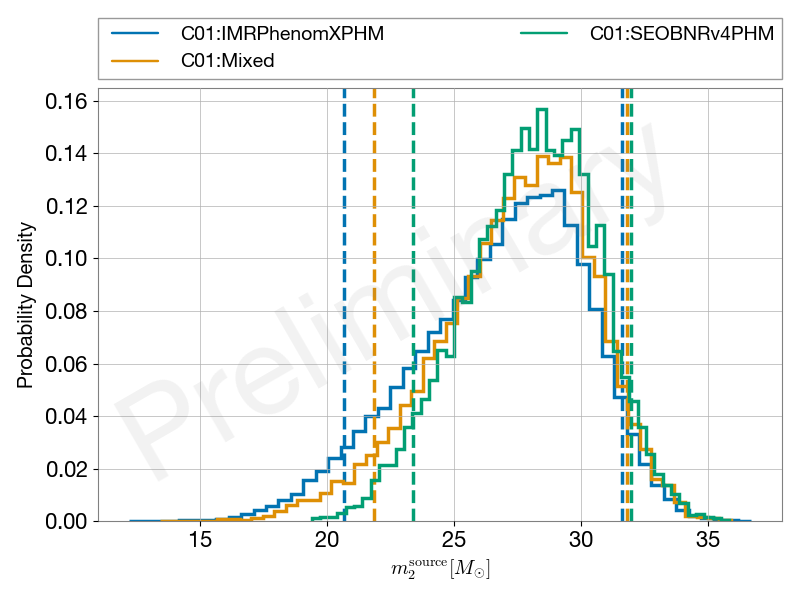 C01:IMRPhenomXPHM
C01:Mixed
C01:SEOBNRv4PHM
0.16
0.14
0.12
0.10
0.08
0.06
0.04
0.02
0.00
Probability Density
Preliminary
15 20 25 30 35
m₂^source[M⊙]